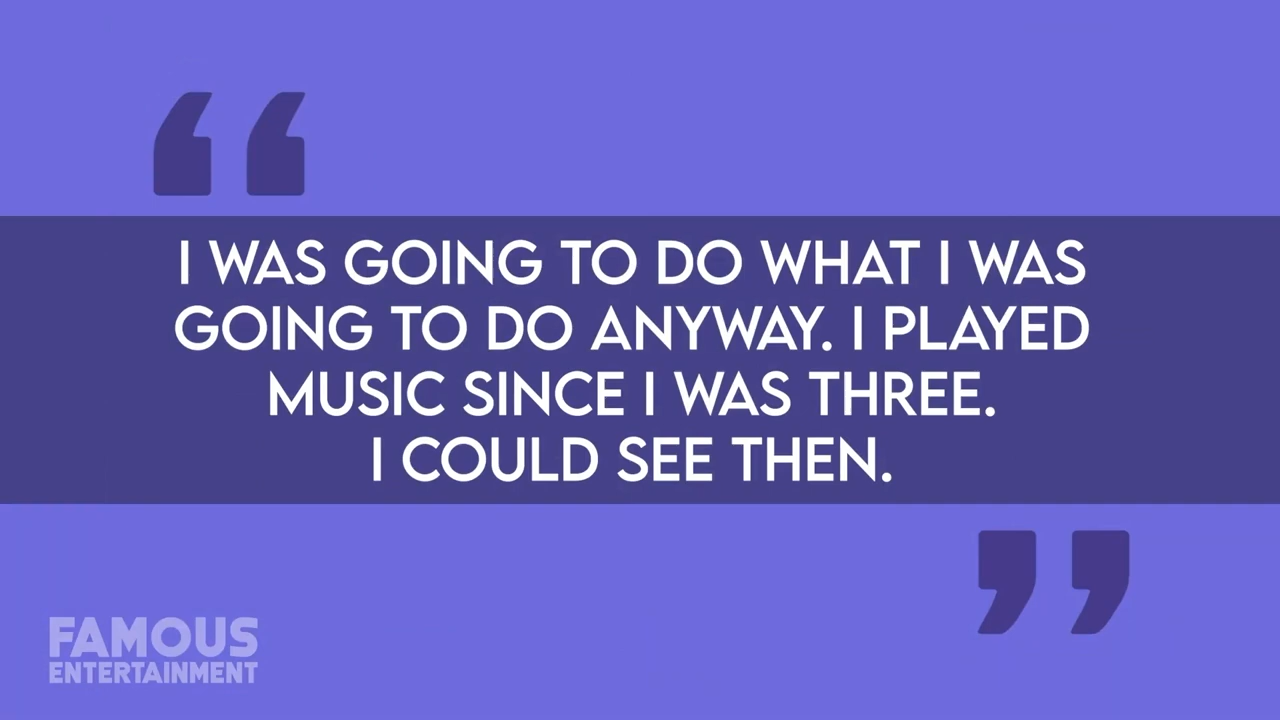 I WAS GOING TO DO WHAT I WAS
GOING TO DO ANYWAY. I PLAYED
MUSIC SINCE I WAS THREE.
I COULD SEE THEN.
FAMOUS
ENTERTAINMENT